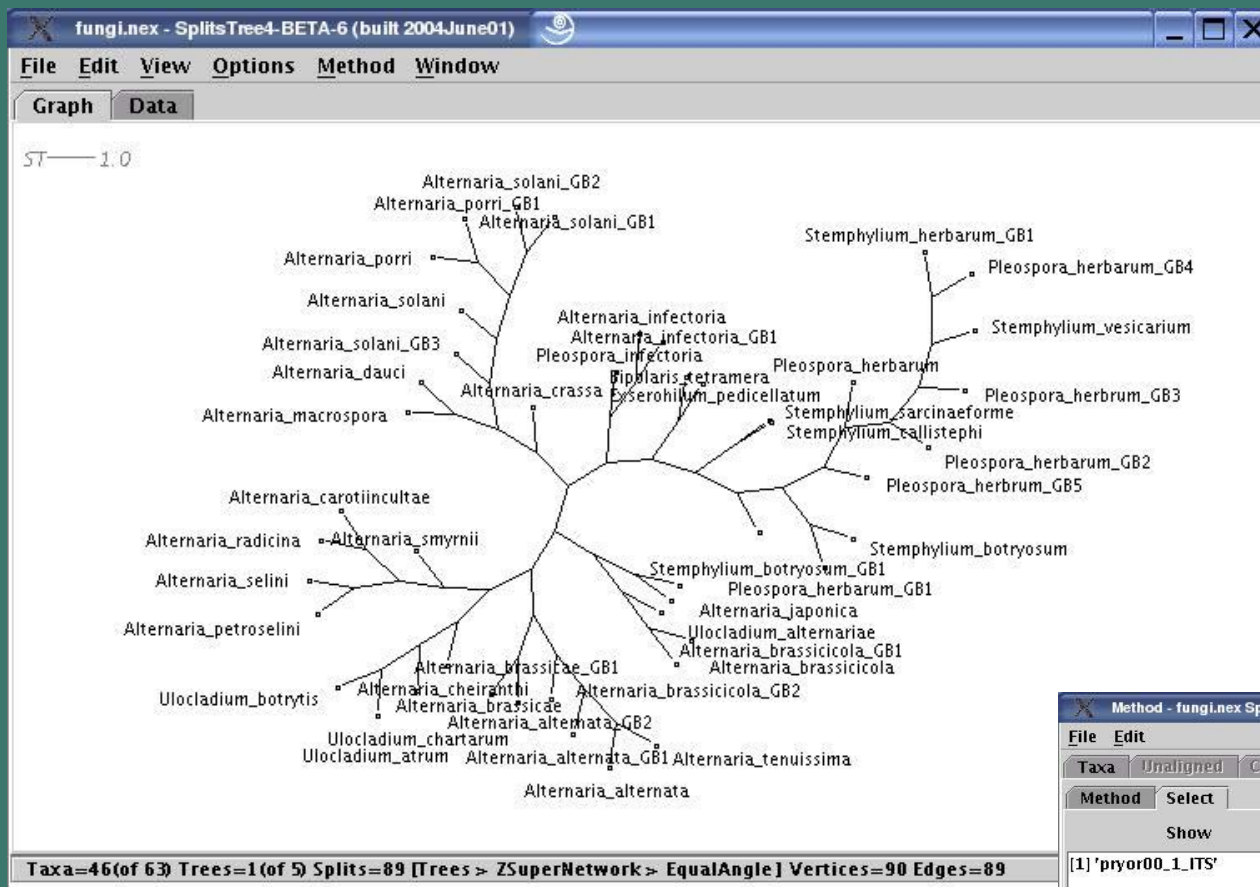 fungi.nex - SplitsTree4-BETA-6 (built 2004June01)
File Edit View Options Method Window
Graph Data
ST 1.0
Alternaria_solani_GB2
Alternaria_porri_GB1
Alternaria_solani_GB1
Stemphylium_herbarum_GB1
Alternaria_porri
Pleospora_herbarum_GB4
Alternaria_solani
Alternaria_infectoria
Stemphylium_vesicarium
Alternaria_infectoria_GB1
Alternaria_solani_GB3
Pleospora_infectoria
Pleospora_herbarum
Alternaria_dauci
Bipolaris_tetramera
Alternaria_crassa
Exserohilum_pedicellatum
Pleospora_herbrum_GB3
Alternaria_macrospora
Stemphylium_sarcinaeforme
Stemphylium_callistephi
Pleospora_herbarum_GB2
Pleospora_herbrum_GB5
Alternaria_carotiincultae
Alternaria_radicina
Alternaria_smyrnii
Stemphylium_botryosum
Stemphylium_botryosum_GB1
Alternaria_selini
Pleospora_herbarum_GB1
Alternaria_japonica
Alternaria_petroselini
Ulocladium_alternariae
Alternaria_brassicicola_GB1
Alternaria_brassicae_GB1
Alternaria_brassicicola
Ulocladium_botrytis
Alternaria_cheiranthi
Alternaria_brassicicola_GB2
Alternaria_brassicae
Alternaria_alternata_GB2
Ulocladium_chartarum
Ulocladium_atrum
Alternaria_alternata_GB1
Alternaria_tenuissima
Alternaria_alternata
Taxa=46(of 63) Trees=1(of 5) Splits=89 [Trees > ZSuperNetwork > EqualAngle] Vertices=90 Edges=89
Method - fungi.nex Sp
File Edit
Taxa Unaligned C
Method Select
Show
[1] 'pryor00_1_ITS'